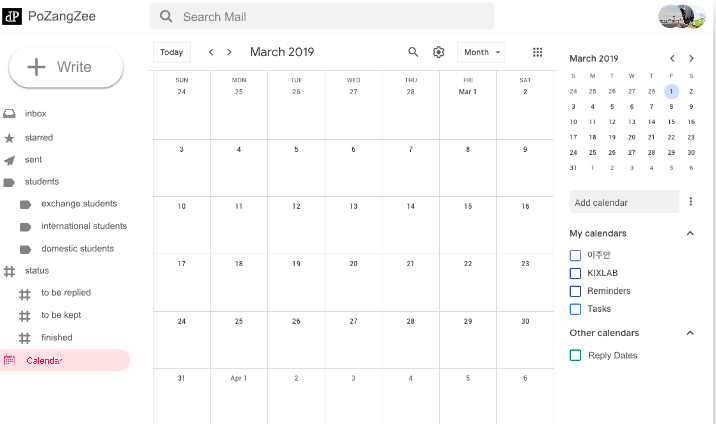 dP PoZangZee
Search Mail
Write
inbox
starred
sent
students
exchange students
international students
domestic students
status
to be replied
to be kept
finished
Calendar
Today March 2019 Month
SUN MON TUE WED THU FRI SAT
24 25 26 27 28 Mar 1 2
3 4 5 6 7 8 9
10 11 12 13 14 15 16
17 18 19 20 21 22 23
24 25 26 27 28 29 30
31 Apr 1 2 3 4 5 6
March 2019
S M T W T F S
24 25 26 27 28 1 2
3 4 5 6 7 8 9
10 11 12 13 14 15 16
17 18 19 20 21 22 23
24 25 26 27 28 29 30
31 1 2 3 4 5 6
Add calendar
My calendars
이주안
KIXLAB
Reminders
Tasks
Other calendars
Reply Dates